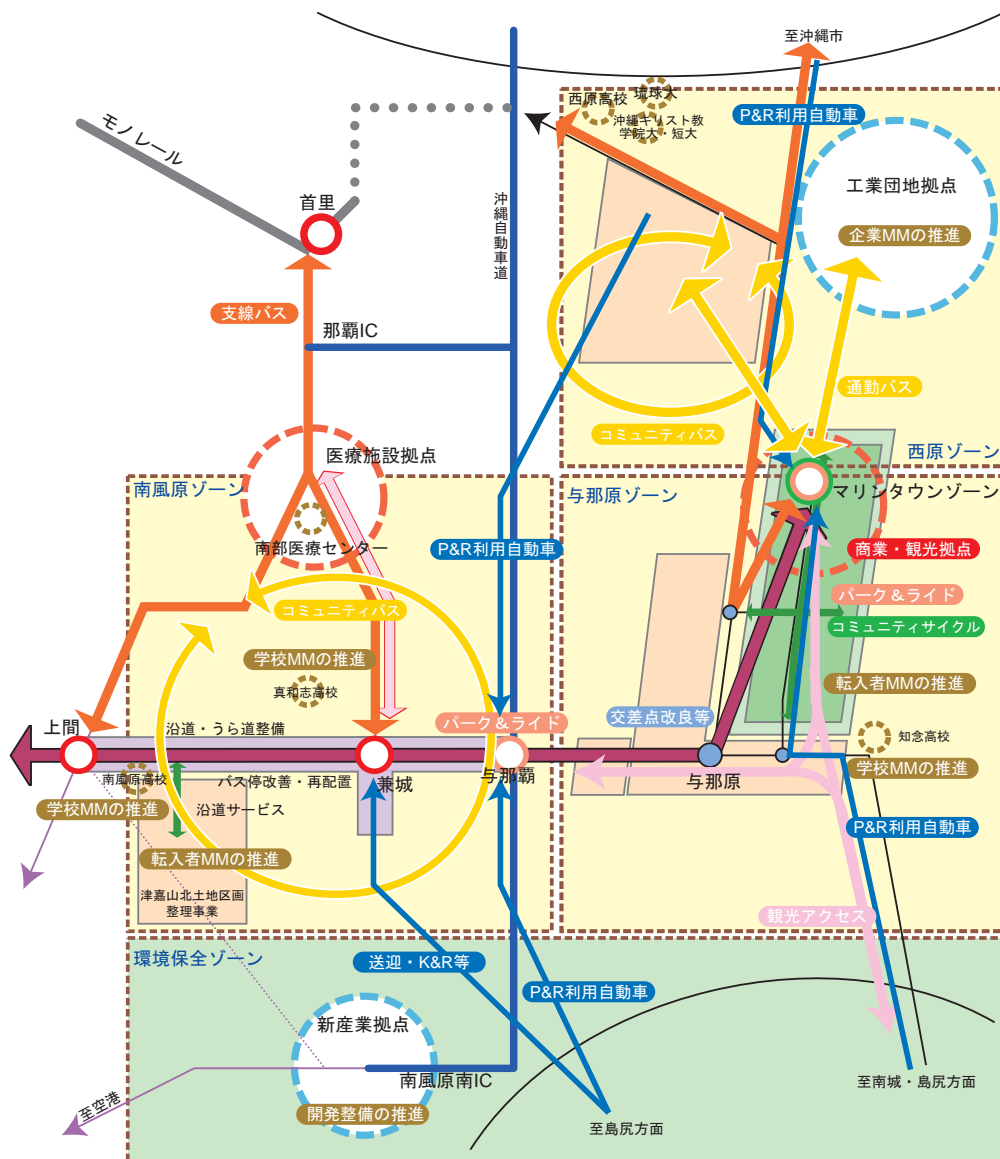 至沖縄市
琉球大
西原高校
沖縄キリスト教
学院大・短大
P&R利用自動車
モノレール
工業団地拠点
首里
沖縄自動車道
企業MMの推進
支線バス
那覇IC
通勤バス
コミュニティバス
西原ゾーン
医療施設拠点
南風原ゾーン
与那原ゾーン
マリンタウンゾーン
南部医療センター
P&R利用自動車
商業・観光拠点
パーク&ライド
コミュニティバス
コミュニティサイクル
学校MMの推進
真和志高校
転入者MMの推進
上間
沿道・うら道整備
パーク&ライド
交差点改良等
知念高校
南風原高校
バス停改善・再配置
兼城
与那覇
与那原
学校MMの推進
学校MMの推進
沿道サービス
P&R利用自動車
転入者MMの推進
津嘉山北土地区画
整理事業
観光アクセス
環境保全ゾーン
送迎・K&R等
P&R利用自動車
新産業拠点
南風原南IC
至南城・島尻方面
至空港
開発整備の推進
至島尻方面